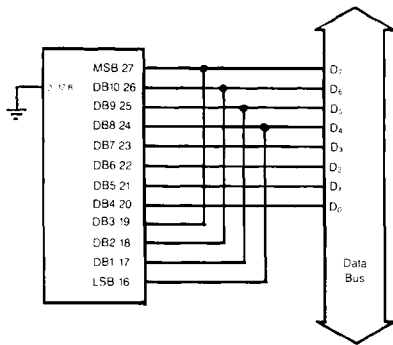 MSB 27
DB10 26
DB9 25
DB8 24
DB7 23
DB6 22
DB5 21
DB4 20
DB3 19
DB2 18
DB1 17
LSB 16
D7
D6
D5
D4
D3
D2
D1
D0
Data
Bus